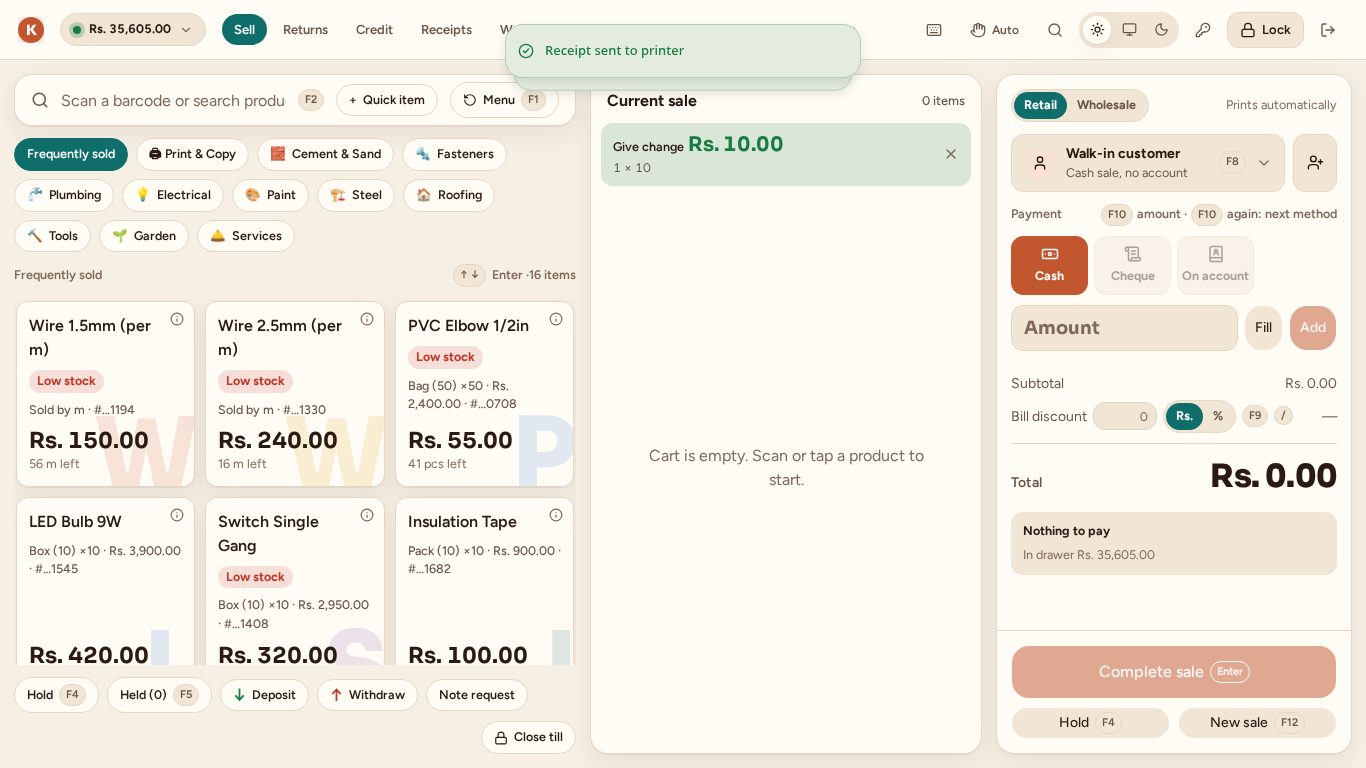 K
Rs. 35,605.00
Sell
Returns
Credit
Receipts
Auto
Lock
Receipt sent to printer
Scan a barcode or search produ
F2
+ Quick item
Menu F1
Frequently sold
Print & Copy
Cement & Sand
Fasteners
Plumbing
Electrical
Paint
Steel
Roofing
Tools
Garden
Services
Frequently sold
↑ ↓ Enter ·16 items
Wire 1.5mm (per
m)
Low stock
Sold by m · #...1194
W
Rs. 150.00
56 m left
Wire 2.5mm (per
m)
Low stock
Sold by m · #...1330
W
Rs. 240.00
16 m left
PVC Elbow 1/2in
Low stock
Bag (50) ×50 · Rs.
2,400.00 · #...0708
P
Rs. 55.00
41 pcs left
LED Bulb 9W
Box (10) ×10 · Rs. 3,900.00
· #...1545
Rs. 420.00
Switch Single
Gang
Low stock
Box (10) ×10 · Rs. 2,950.00
· #...1408
S
Rs. 320.00
Insulation Tape
Pack (10) ×10 · Rs. 900.00 ·
#...1682
Rs. 100.00
Hold F4
Held (0) F5
Deposit
Withdraw
Note request
Close till
Current sale
0 items
Give change Rs. 10.00
1 × 10
Cart is empty. Scan or tap a product to
start.
Retail
Wholesale
Prints automatically
Walk-in customer
Cash sale, no account
F8
Payment
F10 amount · F10 again: next method
Cash
Cheque
On account
Amount
Fill
Add
Subtotal
Rs. 0.00
Bill discount 0 Rs. % F9 / —
Total
Rs. 0.00
Nothing to pay
In drawer Rs. 35,605.00
Complete sale Enter
Hold F4
New sale F12